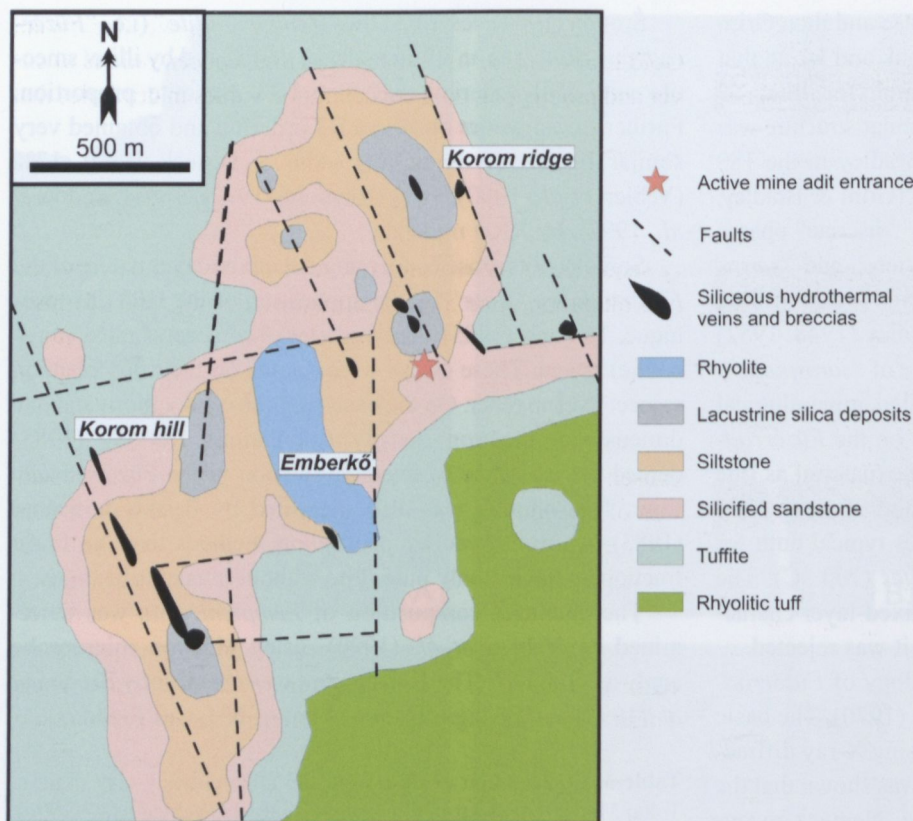 N
500 m
Korom ridge
Korom hill
Emberkő
Active mine adit entrance
Faults
Siliceous hydrothermal
veins and breccias
Rhyolite
Lacustrine silica deposits
Siltstone
Silicified sandstone
Tuffite
Rhyolitic tuff